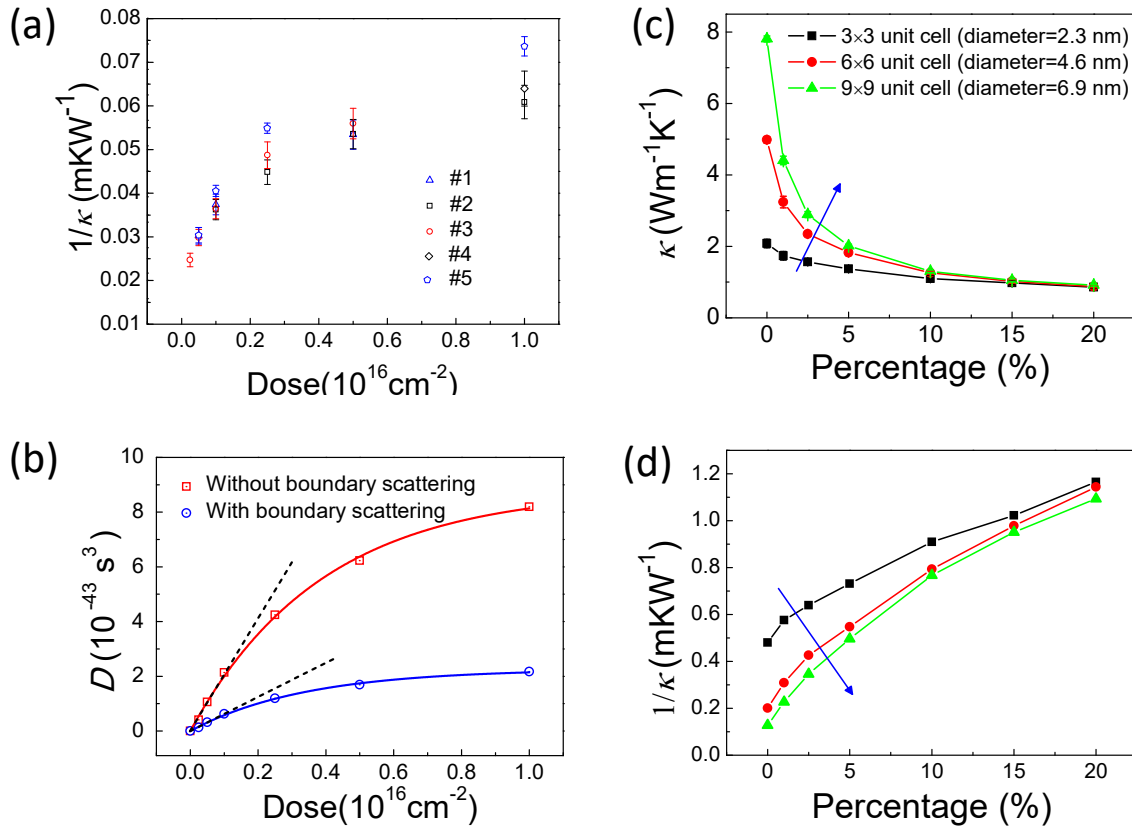 (a)
0.08
0.07
0.06
0.05
0.04
0.03
0.02
0.01
1/κ (mKW⁻¹)
#1
#2
#3
#4
#5
0.0 0.2 0.4 0.6 0.8 1.0
Dose(10¹⁶cm⁻²)
(b)
10
8
6
4
2
0
D (10⁻⁴³ s³)
Without boundary scattering
With boundary scattering
0.0 0.2 0.4 0.6 0.8 1.0
Dose(10¹⁶cm⁻²)
(c)
8
6
4
2
0
κ (Wm⁻¹K⁻¹)
3×3 unit cell (diameter=2.3 nm)
6×6 unit cell (diameter=4.6 nm)
9×9 unit cell (diameter=6.9 nm)
0 5 10 15 20
Percentage (%)
(d)
1.2
1.0
0.8
0.6
0.4
0.2
0.0
1/κ (mKW⁻¹)
0 5 10 15 20
Percentage (%)